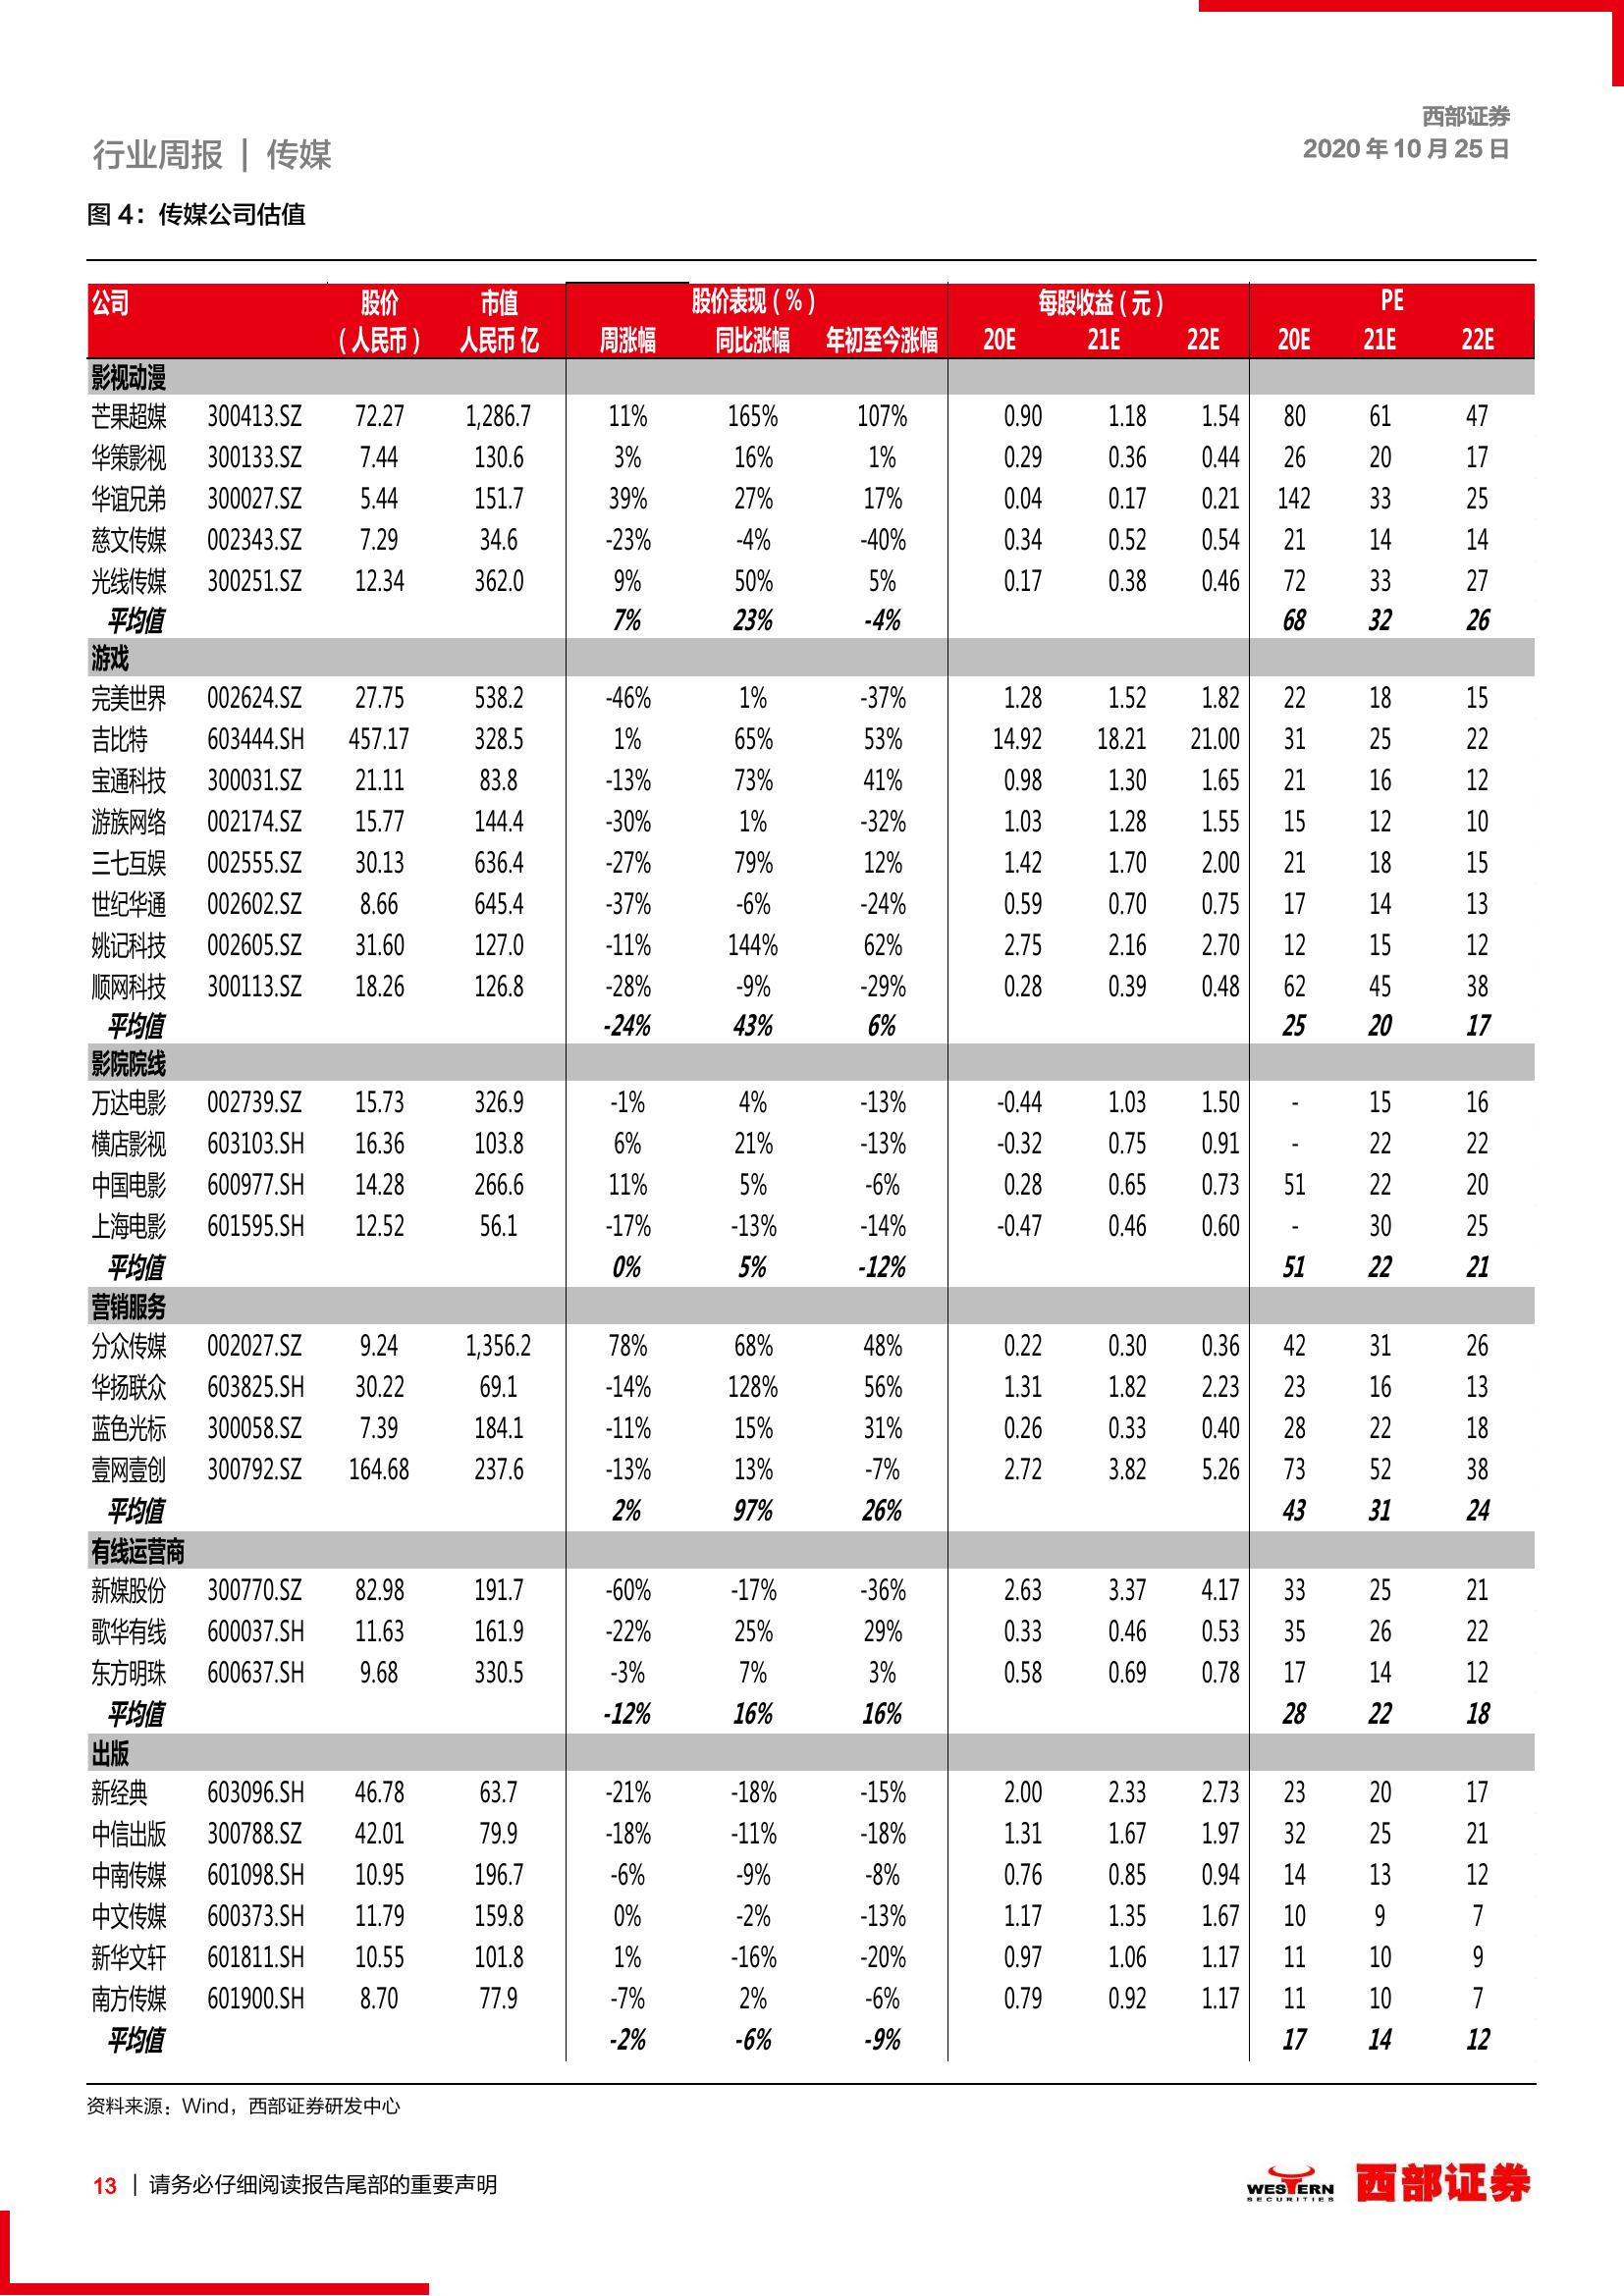 西部证券
行业周报 | 传媒
2020 年 10 月 25 日
图 4：传媒公司估值
公司 股价 市值 股价表现（%） 每股收益（元） PE
（人民币） 人民币 亿 周涨幅 同比涨幅 年初至今涨幅 20E 21E 22E 20E 21E 22E
影视动漫
芒果超媒 300413.SZ 72.27 1,286.7 11% 165% 107% 0.90 1.18 1.54 80 61 47
华策影视 300133.SZ 7.44 130.6 3% 16% 1% 0.29 0.36 0.44 26 20 17
华谊兄弟 300027.SZ 5.44 151.7 39% 27% 17% 0.04 0.17 0.21 142 33 25
慈文传媒 002343.SZ 7.29 34.6 -23% -4% -40% 0.34 0.52 0.54 21 14 14
光线传媒 300251.SZ 12.34 362.0 9% 50% 5% 0.17 0.38 0.46 72 33 27
平均值 7% 23% -4% 68 32 26
游戏
完美世界 002624.SZ 27.75 538.2 -46% 1% -37% 1.28 1.52 1.82 22 18 15
吉比特 603444.SH 457.17 328.5 1% 65% 53% 14.92 18.21 21.00 31 25 22
宝通科技 300031.SZ 21.11 83.8 -13% 73% 41% 0.98 1.30 1.65 21 16 12
游族网络 002174.SZ 15.77 144.4 -30% 1% -32% 1.03 1.28 1.55 15 12 10
三七互娱 002555.SZ 30.13 636.4 -27% 79% 12% 1.42 1.70 2.00 21 18 15
世纪华通 002602.SZ 8.66 645.4 -37% -6% -24% 0.59 0.70 0.75 17 14 13
姚记科技 002605.SZ 31.60 127.0 -11% 144% 62% 2.75 2.16 2.70 12 15 12
顺网科技 300113.SZ 18.26 126.8 -28% -9% -29% 0.28 0.39 0.48 62 45 38
平均值 -24% 43% 6% 25 20 17
影院院线
万达电影 002739.SZ 15.73 326.9 -1% 4% -13% -0.44 1.03 1.50 - 15 16
横店影视 603103.SH 16.36 103.8 6% 21% -13% -0.32 0.75 0.91 - 22 22
中国电影 600977.SH 14.28 266.6 11% 5% -6% 0.28 0.65 0.73 51 22 20
上海电影 601595.SH 12.52 56.1 -17% -13% -14% -0.47 0.46 0.60 - 30 25
平均值 0% 5% -12% 51 22 21
营销服务
分众传媒 002027.SZ 9.24 1,356.2 78% 68% 48% 0.22 0.30 0.36 42 31 26
华扬联众 603825.SH 30.22 69.1 -14% 128% 56% 1.31 1.82 2.23 23 16 13
蓝色光标 300058.SZ 7.39 184.1 -11% 15% 31% 0.26 0.33 0.40 28 22 18
壹网壹创 300792.SZ 164.68 237.6 -13% 13% -7% 2.72 3.82 5.26 73 52 38
平均值 2% 97% 26% 43 31 24
有线运营商
新媒股份 300770.SZ 82.98 191.7 -60% -17% -36% 2.63 3.37 4.17 33 25 21
歌华有线 600037.SH 11.63 161.9 -22% 25% 29% 0.33 0.46 0.53 35 26 22
东方明珠 600637.SH 9.68 330.5 -3% 7% 3% 0.58 0.69 0.78 17 14 12
平均值 -12% 16% 16% 28 22 18
出版
新经典 603096.SH 46.78 63.7 -21% -18% -15% 2.00 2.33 2.73 23 20 17
中信出版 300788.SZ 42.01 79.9 -18% -11% -18% 1.31 1.67 1.97 32 25 21
中南传媒 601098.SH 10.95 196.7 -6% -9% -8% 0.76 0.85 0.94 14 13 12
中文传媒 600373.SH 11.79 159.8 0% -2% -13% 1.17 1.35 1.67 10 9 7
新华文轩 601811.SH 10.55 101.8 1% -16% -20% 0.97 1.06 1.17 11 10 9
南方传媒 601900.SH 8.70 77.9 -7% 2% -6% 0.79 0.92 1.17 11 10 7
平均值 -2% -6% -9% 17 14 12
资料来源：Wind，西部证券研发中心
13 | 请务必仔细阅读报告尾部的重要声明
WESTERN
SECURITIES
西部证券